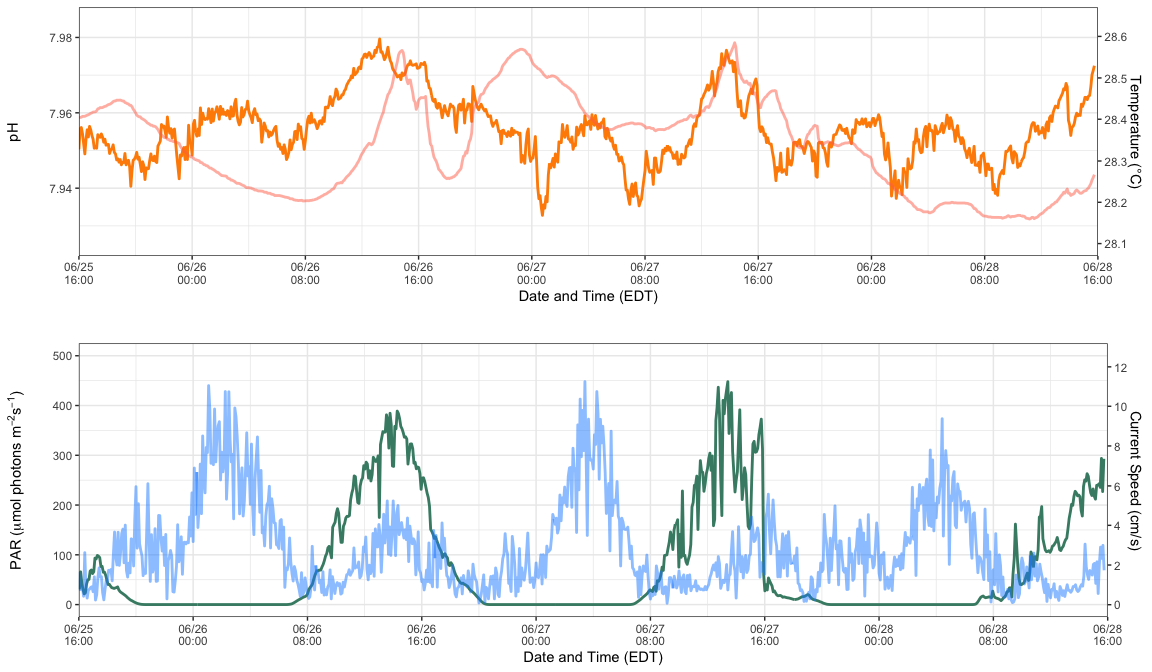 7.98
7.96
7.94
pH
28.6
28.5
28.4
28.3
28.2
28.1
Temperature (°C)
06/25 06/26 06/26 06/26 06/27 06/27 06/27 06/28 06/28 06/28
16:00 00:00 08:00 16:00 00:00 08:00 16:00 00:00 08:00 16:00
Date and Time (EDT)
500
400
300
200
100
0
PAR (μmol photons m⁻²s⁻¹)
12
10
8
6
4
2
0
Current Speed (cm/s)
06/25 06/26 06/26 06/26 06/27 06/27 06/27 06/28 06/28 06/28
16:00 00:00 08:00 16:00 00:00 08:00 16:00 00:00 08:00 16:00
Date and Time (EDT)